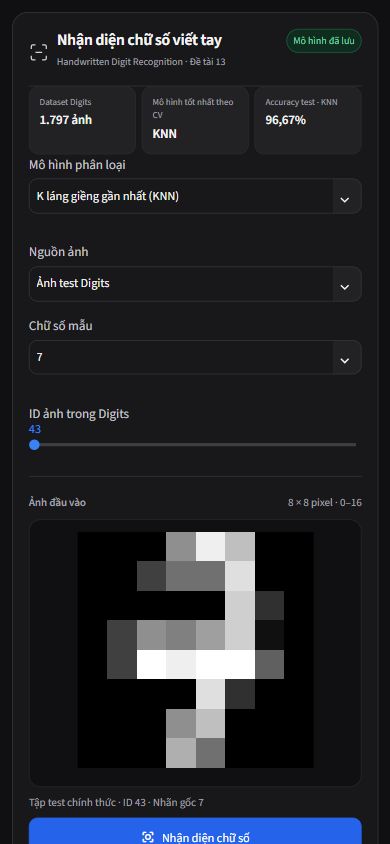 Nhận diện chữ số viết tay
Mô hình đã lưu
Handwritten Digit Recognition · Đề tài 13
Dataset Digits
1.797 ảnh
Mô hình tốt nhất theo
CV
KNN
Accuracy test · KNN
96,67%
Mô hình phân loại
K láng giềng gần nhất (KNN)
Nguồn ảnh
Ảnh test Digits
Chữ số mẫu
7
ID ảnh trong Digits
43
Ảnh đầu vào
8 × 8 pixel · 0–16
Tập test chính thức · ID 43 · Nhãn gốc 7
Nhận diện chữ số